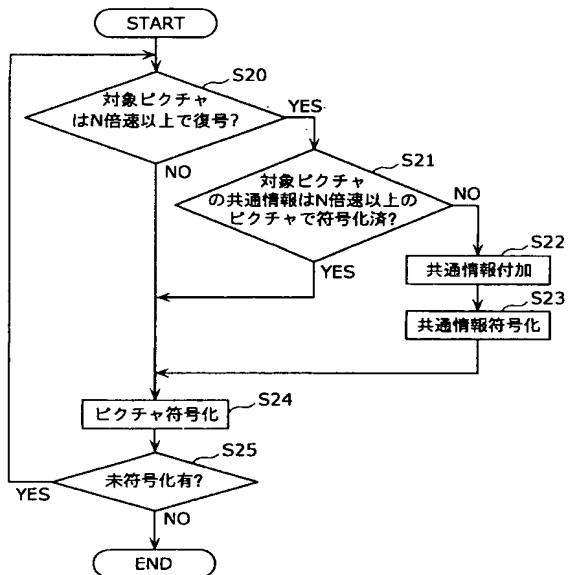 START
S20
対象ピクチャ
はN倍速以上で復号?
YES
NO
S21
対象ピクチャ
の共通情報はN倍速以上の
ピクチャで符号化済?
NO
YES
S22
共通情報付加
S23
共通情報符号化
S24
ピクチャ符号化
S25
未符号化有?
YES
NO
END